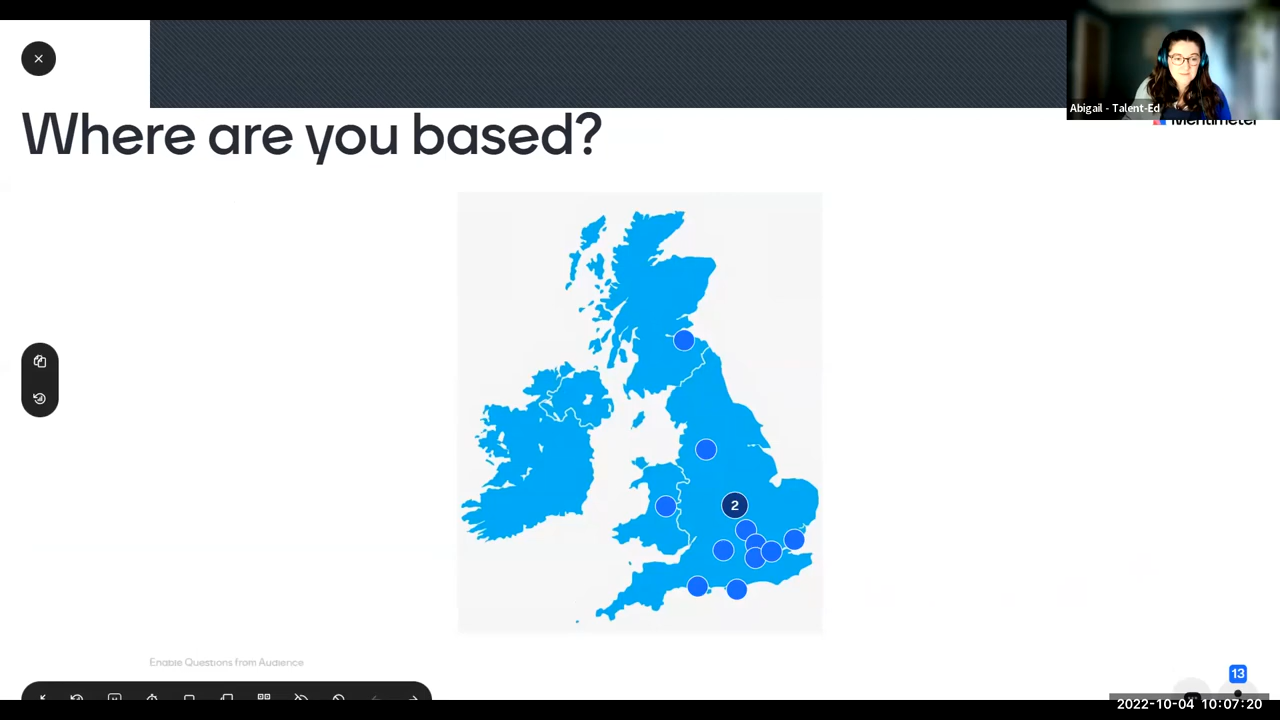 Abigail - Talent-Ed
Mentimeter
Where are you based?
2
Enable Questions from Audience
13
2022-10-04 10:07:20